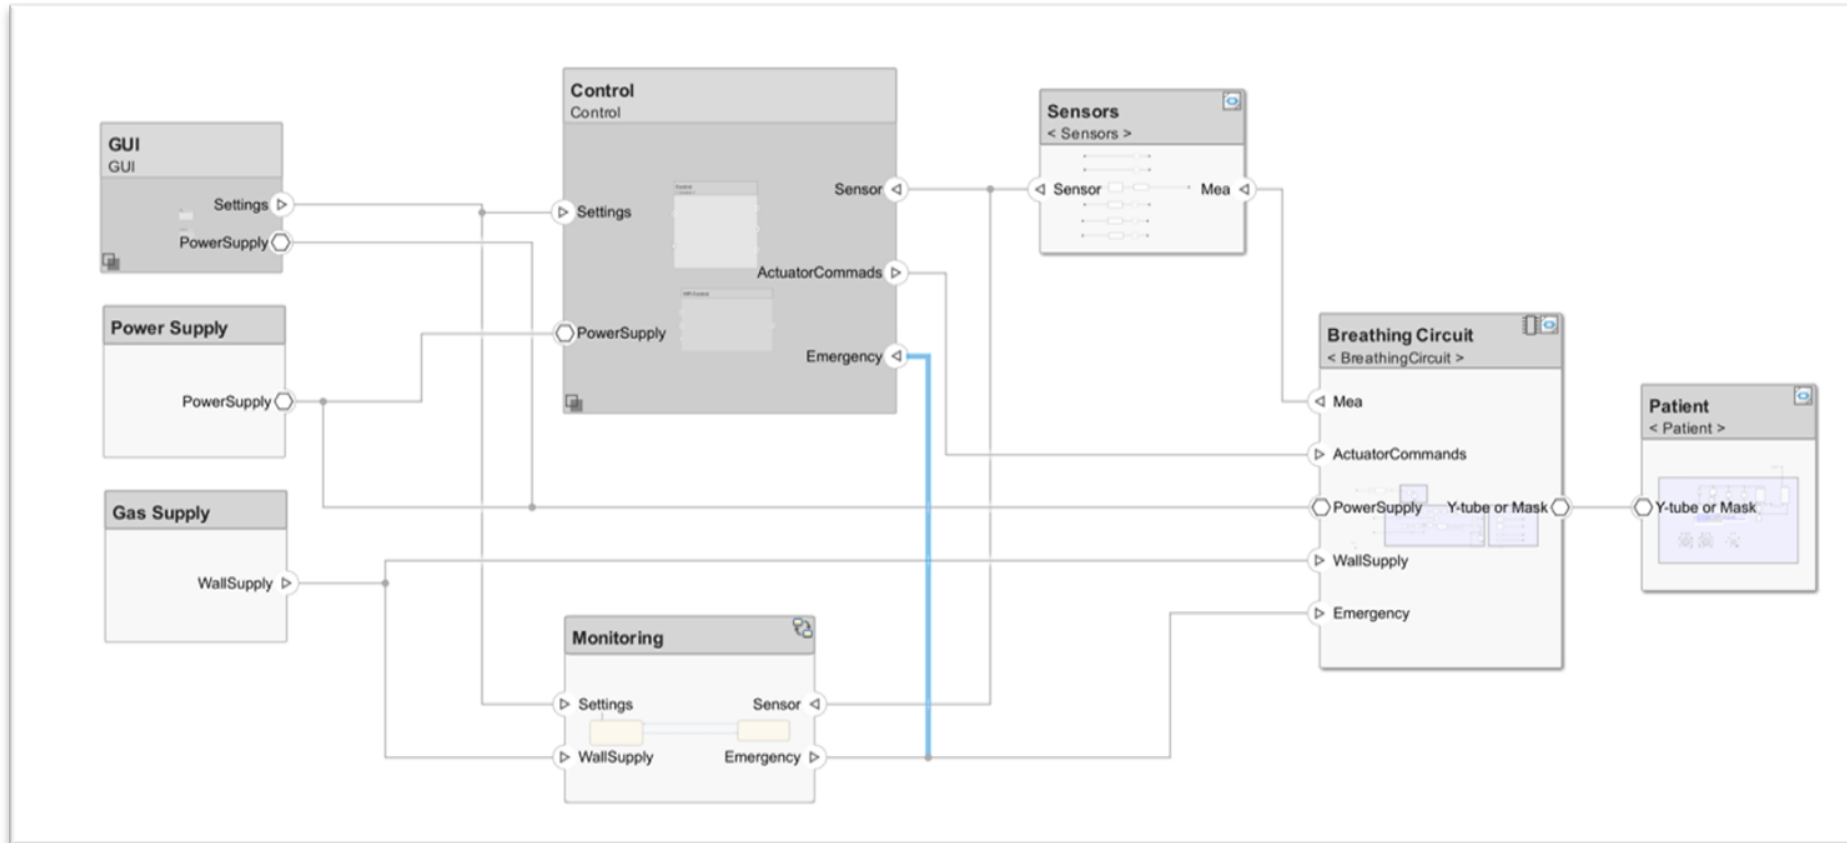 GUI
GUI
Settings
PowerSupply
Power Supply
PowerSupply
Gas Supply
WallSupply
Control
Control
Settings
PowerSupply
Sensor
ActuatorCommads
Emergency
Monitoring
Settings
WallSupply
Sensor
Emergency
Sensors
< Sensors >
Sensor
Mea
Breathing Circuit
< BreathingCircuit >
Mea
ActuatorCommands
PowerSupply
Y-tube or Mask
WallSupply
Emergency
Patient
< Patient >
Y-tube or Mask